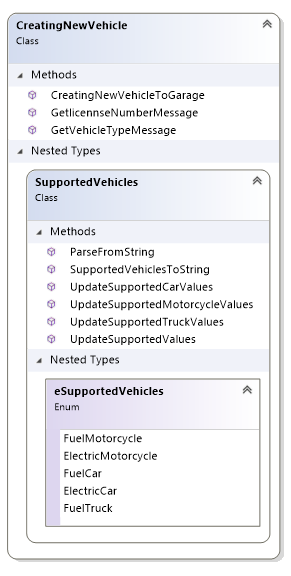 CreatingNewVehicle
Class
Methods
CreatingNewVehicleToGarage
GetlicennseNumberMessage
GetVehicleTypeMessage
Nested Types
SupportedVehicles
Class
Methods
ParseFromString
SupportedVehiclesToString
UpdateSupportedCarValues
UpdateSupportedMotorcycleValues
UpdateSupportedTruckValues
UpdateSupportedValues
Nested Types
eSupportedVehicles
Enum
FuelMotorcycle
ElectricMotorcycle
FuelCar
ElectricCar
FuelTruck